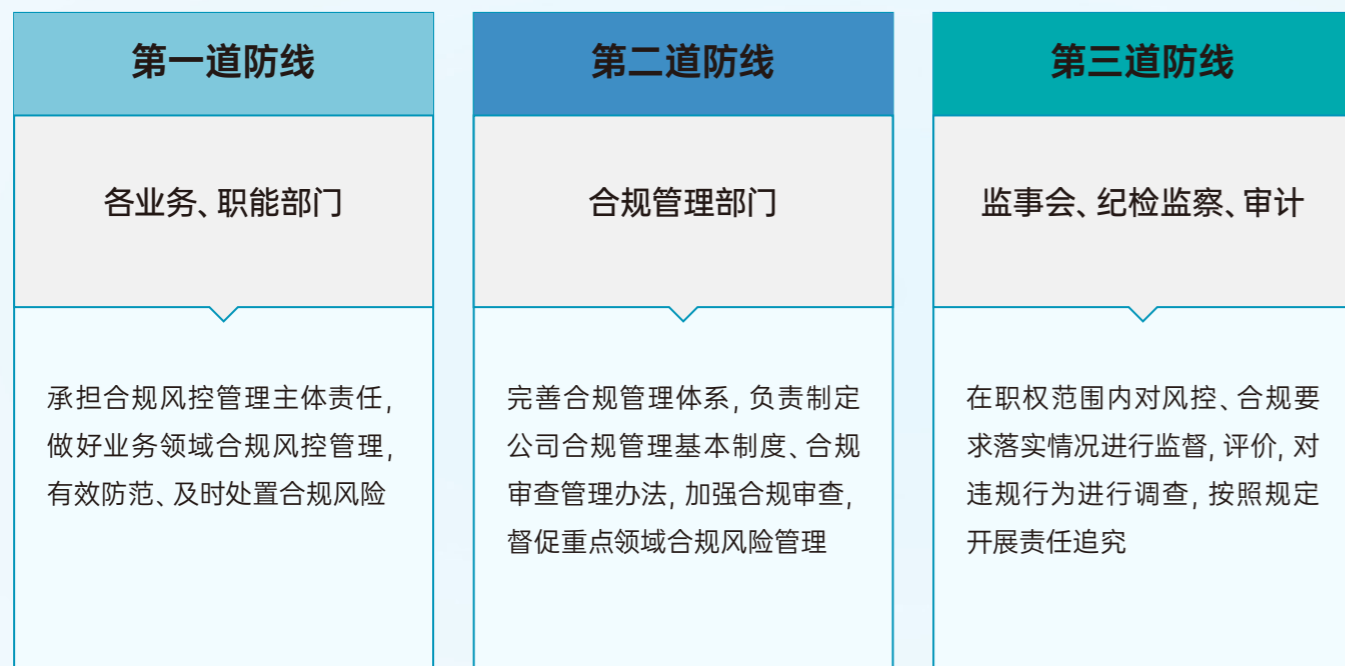 第一道防线
各业务、职能部门
承担合规风控管理主体责任,
做好业务领域合规风控管理,
有效防范、及时处置合规风险
第二道防线
合规管理部门
完善合规管理体系, 负责制定
公司合规管理基本制度、合规
审查管理办法, 加强合规审查,
督促重点领域合规风险管理
第三道防线
监事会、纪检监察、审计
在职权范围内对风控、合规要
求落实情况进行监督, 评价, 对
违规行为进行调查, 按照规定
开展责任追究